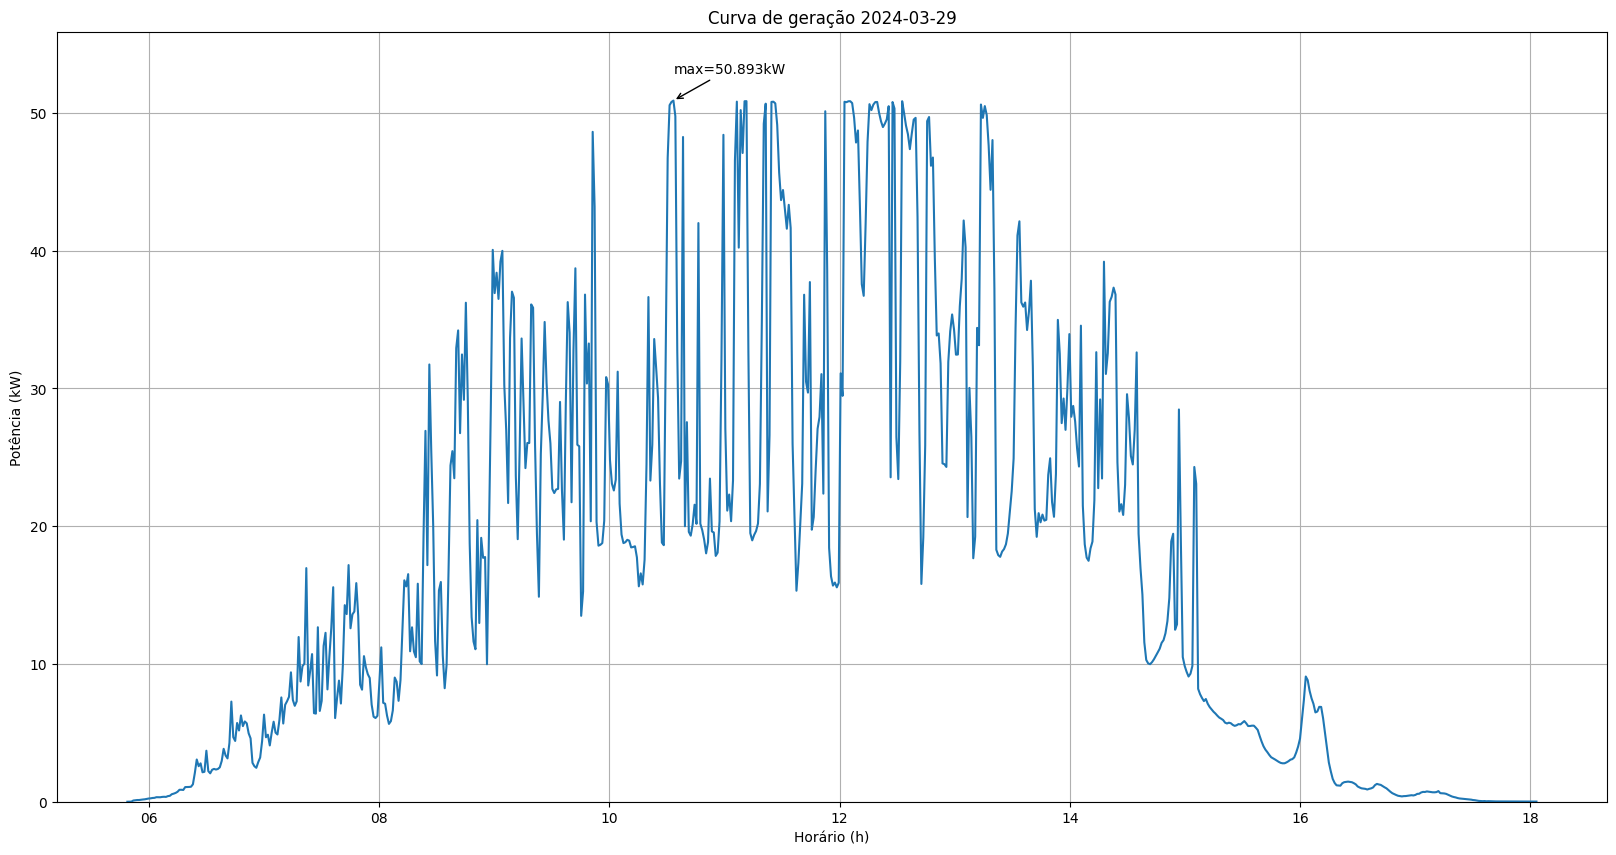 Curva de geração 2024-03-29
max=50.893kW
Potência (kW)
50
40
30
20
10
0
06 08 10 12 14 16 18
Horário (h)